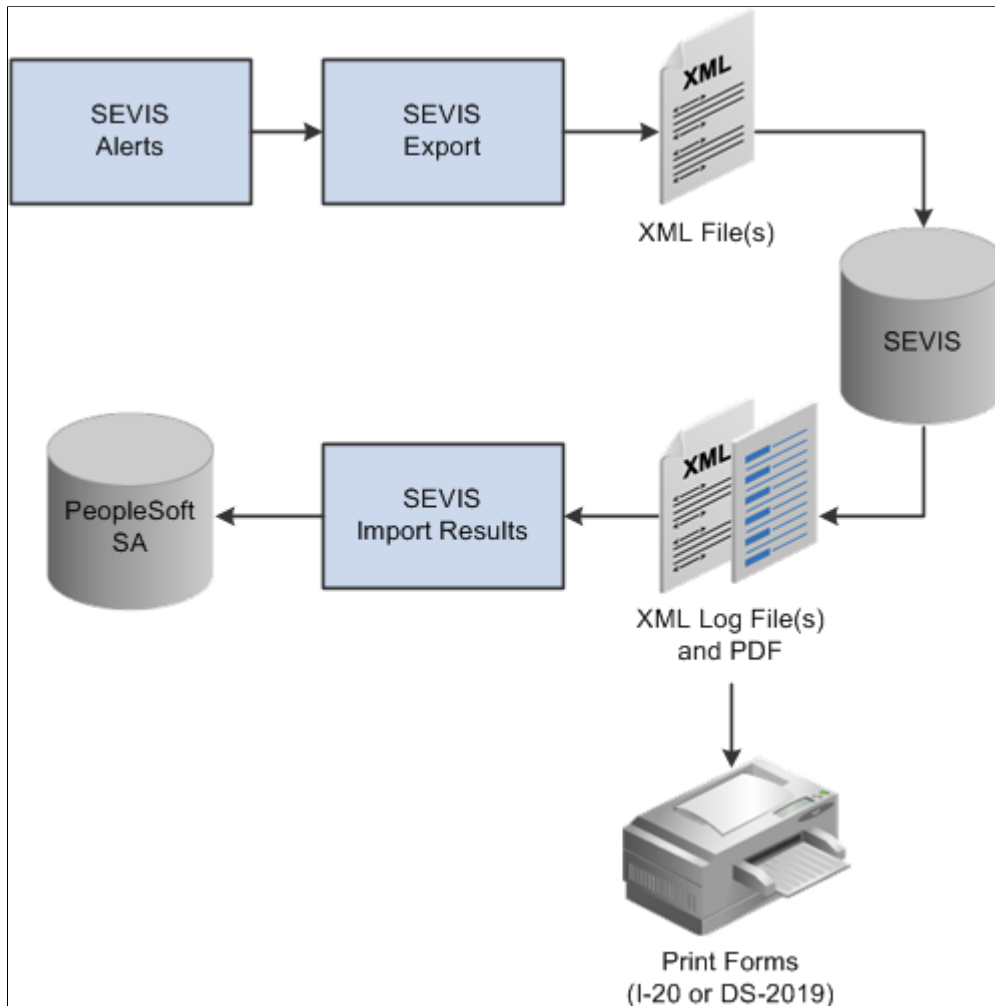 SEVIS
Alerts
SEVIS
Export
XML
XML File(s)
SEVIS
PeopleSoft
SA
SEVIS
Import Results
XML
XML Log File(s)
and PDF
Print Forms
(I-20 or DS-2019)